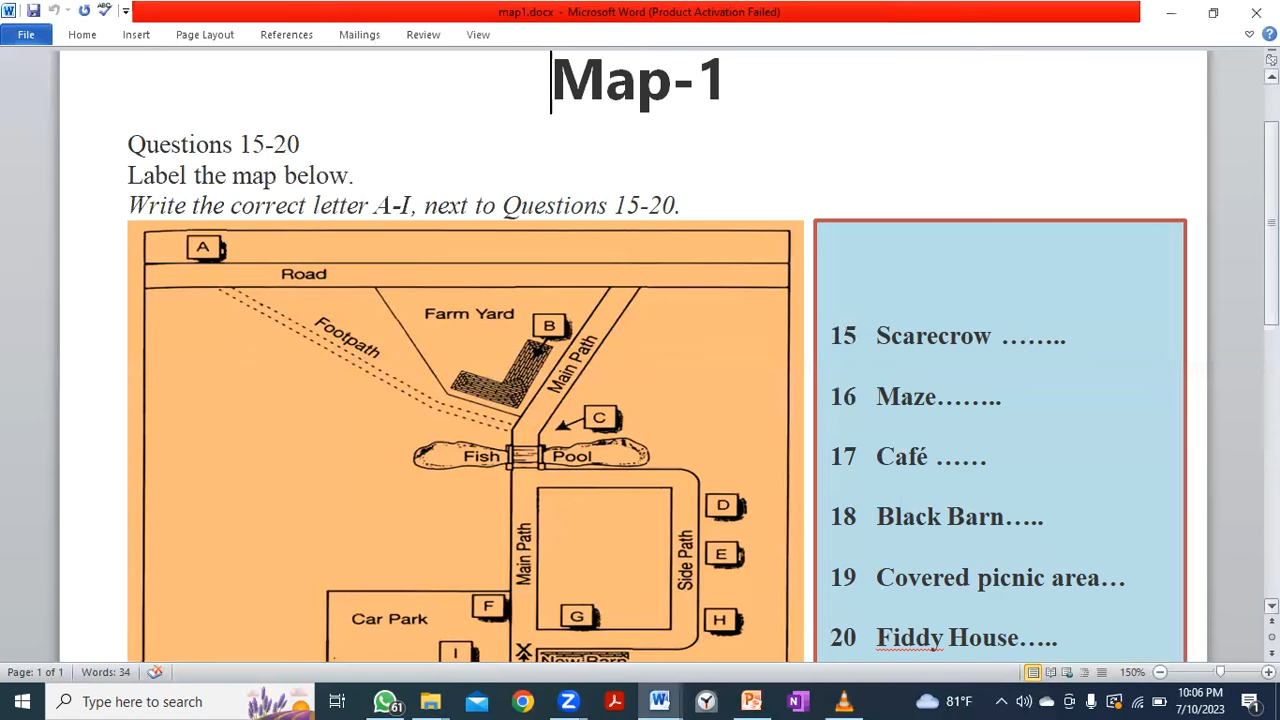 map1.docx - Microsoft Word (Product Activation Failed)
File Home Insert Page Layout References Mailings Review View
Map-1
Questions 15-20
Label the map below.
Write the correct letter A-I, next to Questions 15-20.
A
Road
Farm Yard
B
Footpath
Main Path
C
Fish Pool
Main Path
Side Path
D
E
F
G
H
Car Park
I
X
New Barn
15 Scarecrow ……..
16 Maze……..
17 Café ……
18 Black Barn…..
19 Covered picnic area…
20 Fiddy House…..
Page: 1 of 1 Words: 34 150%
Type here to search
61
81°F
10:06 PM
7/10/2023
1